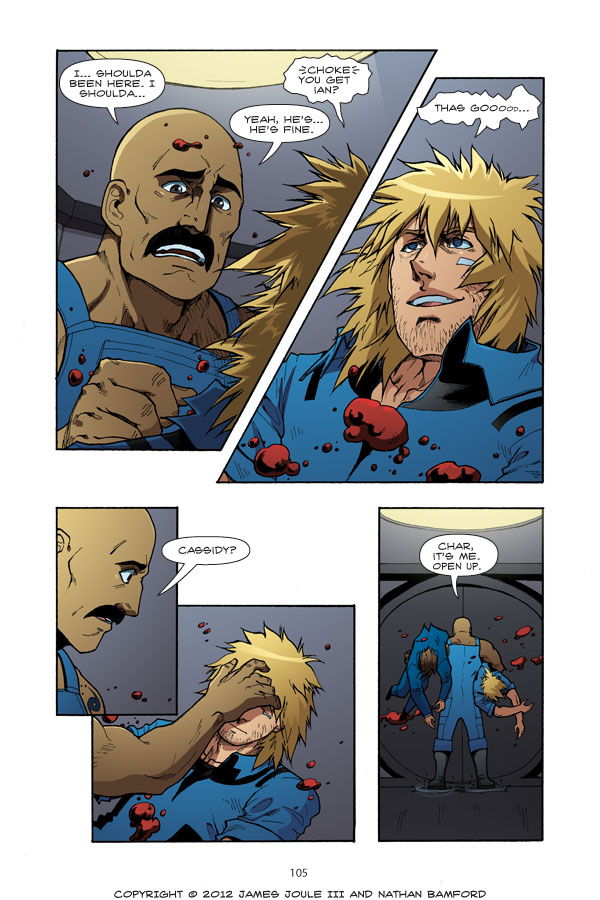 I... SHOULDA
BEEN HERE. I
SHOULDA...
YEAH, HE'S...
HE'S FINE.
CHOKE
YOU GET
IAN?
THAS GOOOOD...
CASSIDY?
CHAR,
IT'S ME.
OPEN UP.
105
COPYRIGHT © 2012 JAMES JOULE III AND NATHAN BAMFORD